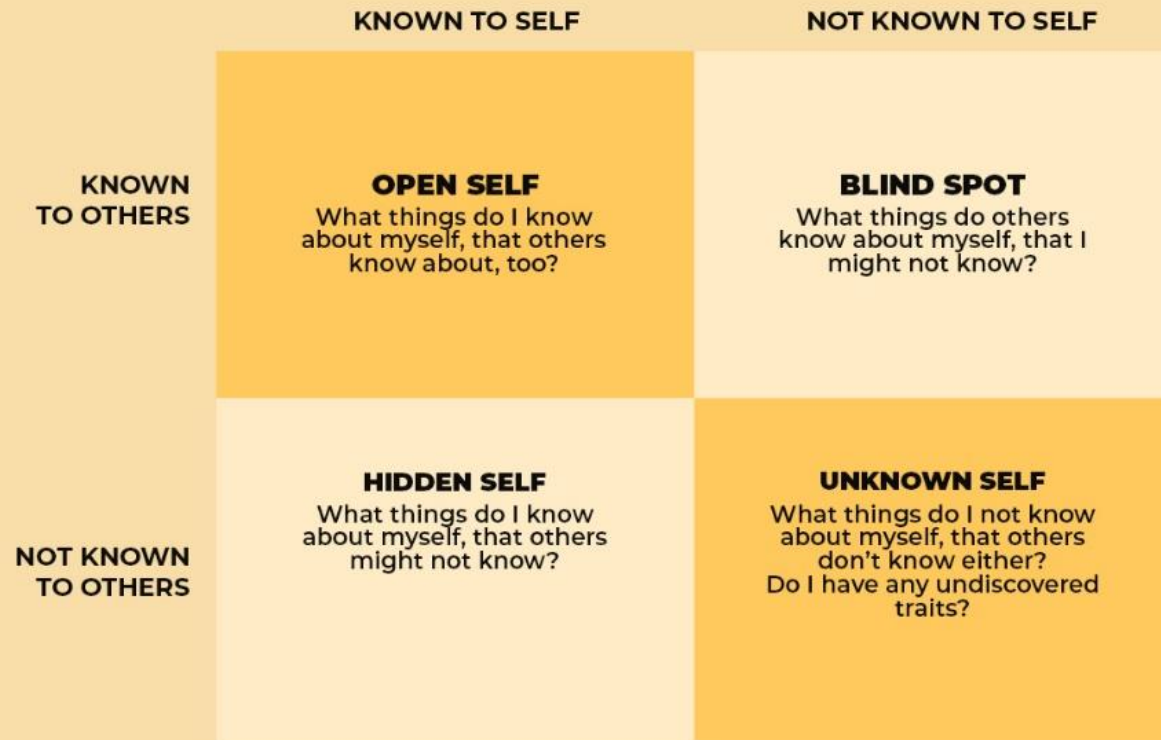 KNOWN TO SELF
NOT KNOWN TO SELF
KNOWN
TO OTHERS
OPEN SELF
What things do I know
about myself, that others
know about, too?
BLIND SPOT
What things do others
know about myself, that I
might not know?
NOT KNOWN
TO OTHERS
HIDDEN SELF
What things do I know
about myself, that others
might not know?
UNKNOWN SELF
What things do I not know
about myself, that others
don’t know either?
Do I have any undiscovered
traits?